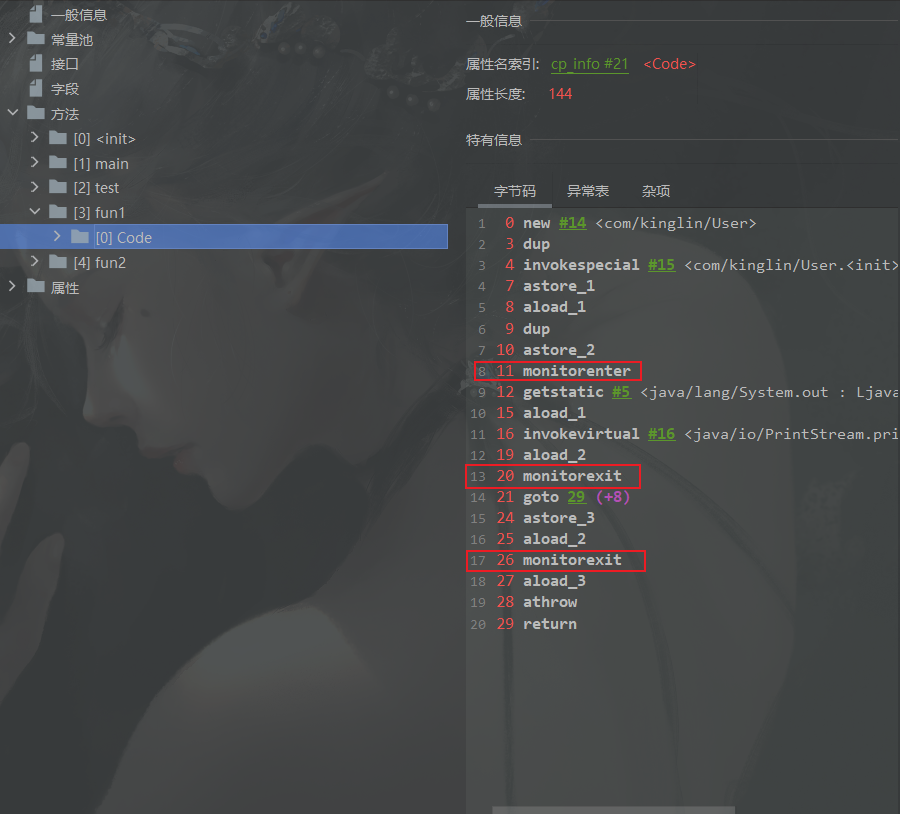 一般信息
常量池
接口
字段
方法
[0] <init>
[1] main
[2] test
[3] fun1
[0] Code
[4] fun2
属性
一般信息
属性名索引: cp_info #21 <Code>
属性长度: 144
特有信息
字节码 异常表 杂项
1 0 new #14 <com/kinglin/User>
2 3 dup
3 4 invokespecial #15 <com/kinglin/User.<init>
4 7 astore_1
5 8 aload_1
6 9 dup
7 10 astore_2
8 11 monitorenter
9 12 getstatic #5 <java/lang/System.out : Ljava
10 15 aload_1
11 16 invokevirtual #16 <java/io/PrintStream.pri
12 19 aload_2
13 20 monitorexit
14 21 goto 29 (+8)
15 24 astore_3
16 25 aload_2
17 26 monitorexit
18 27 aload_3
19 28 athrow
20 29 return